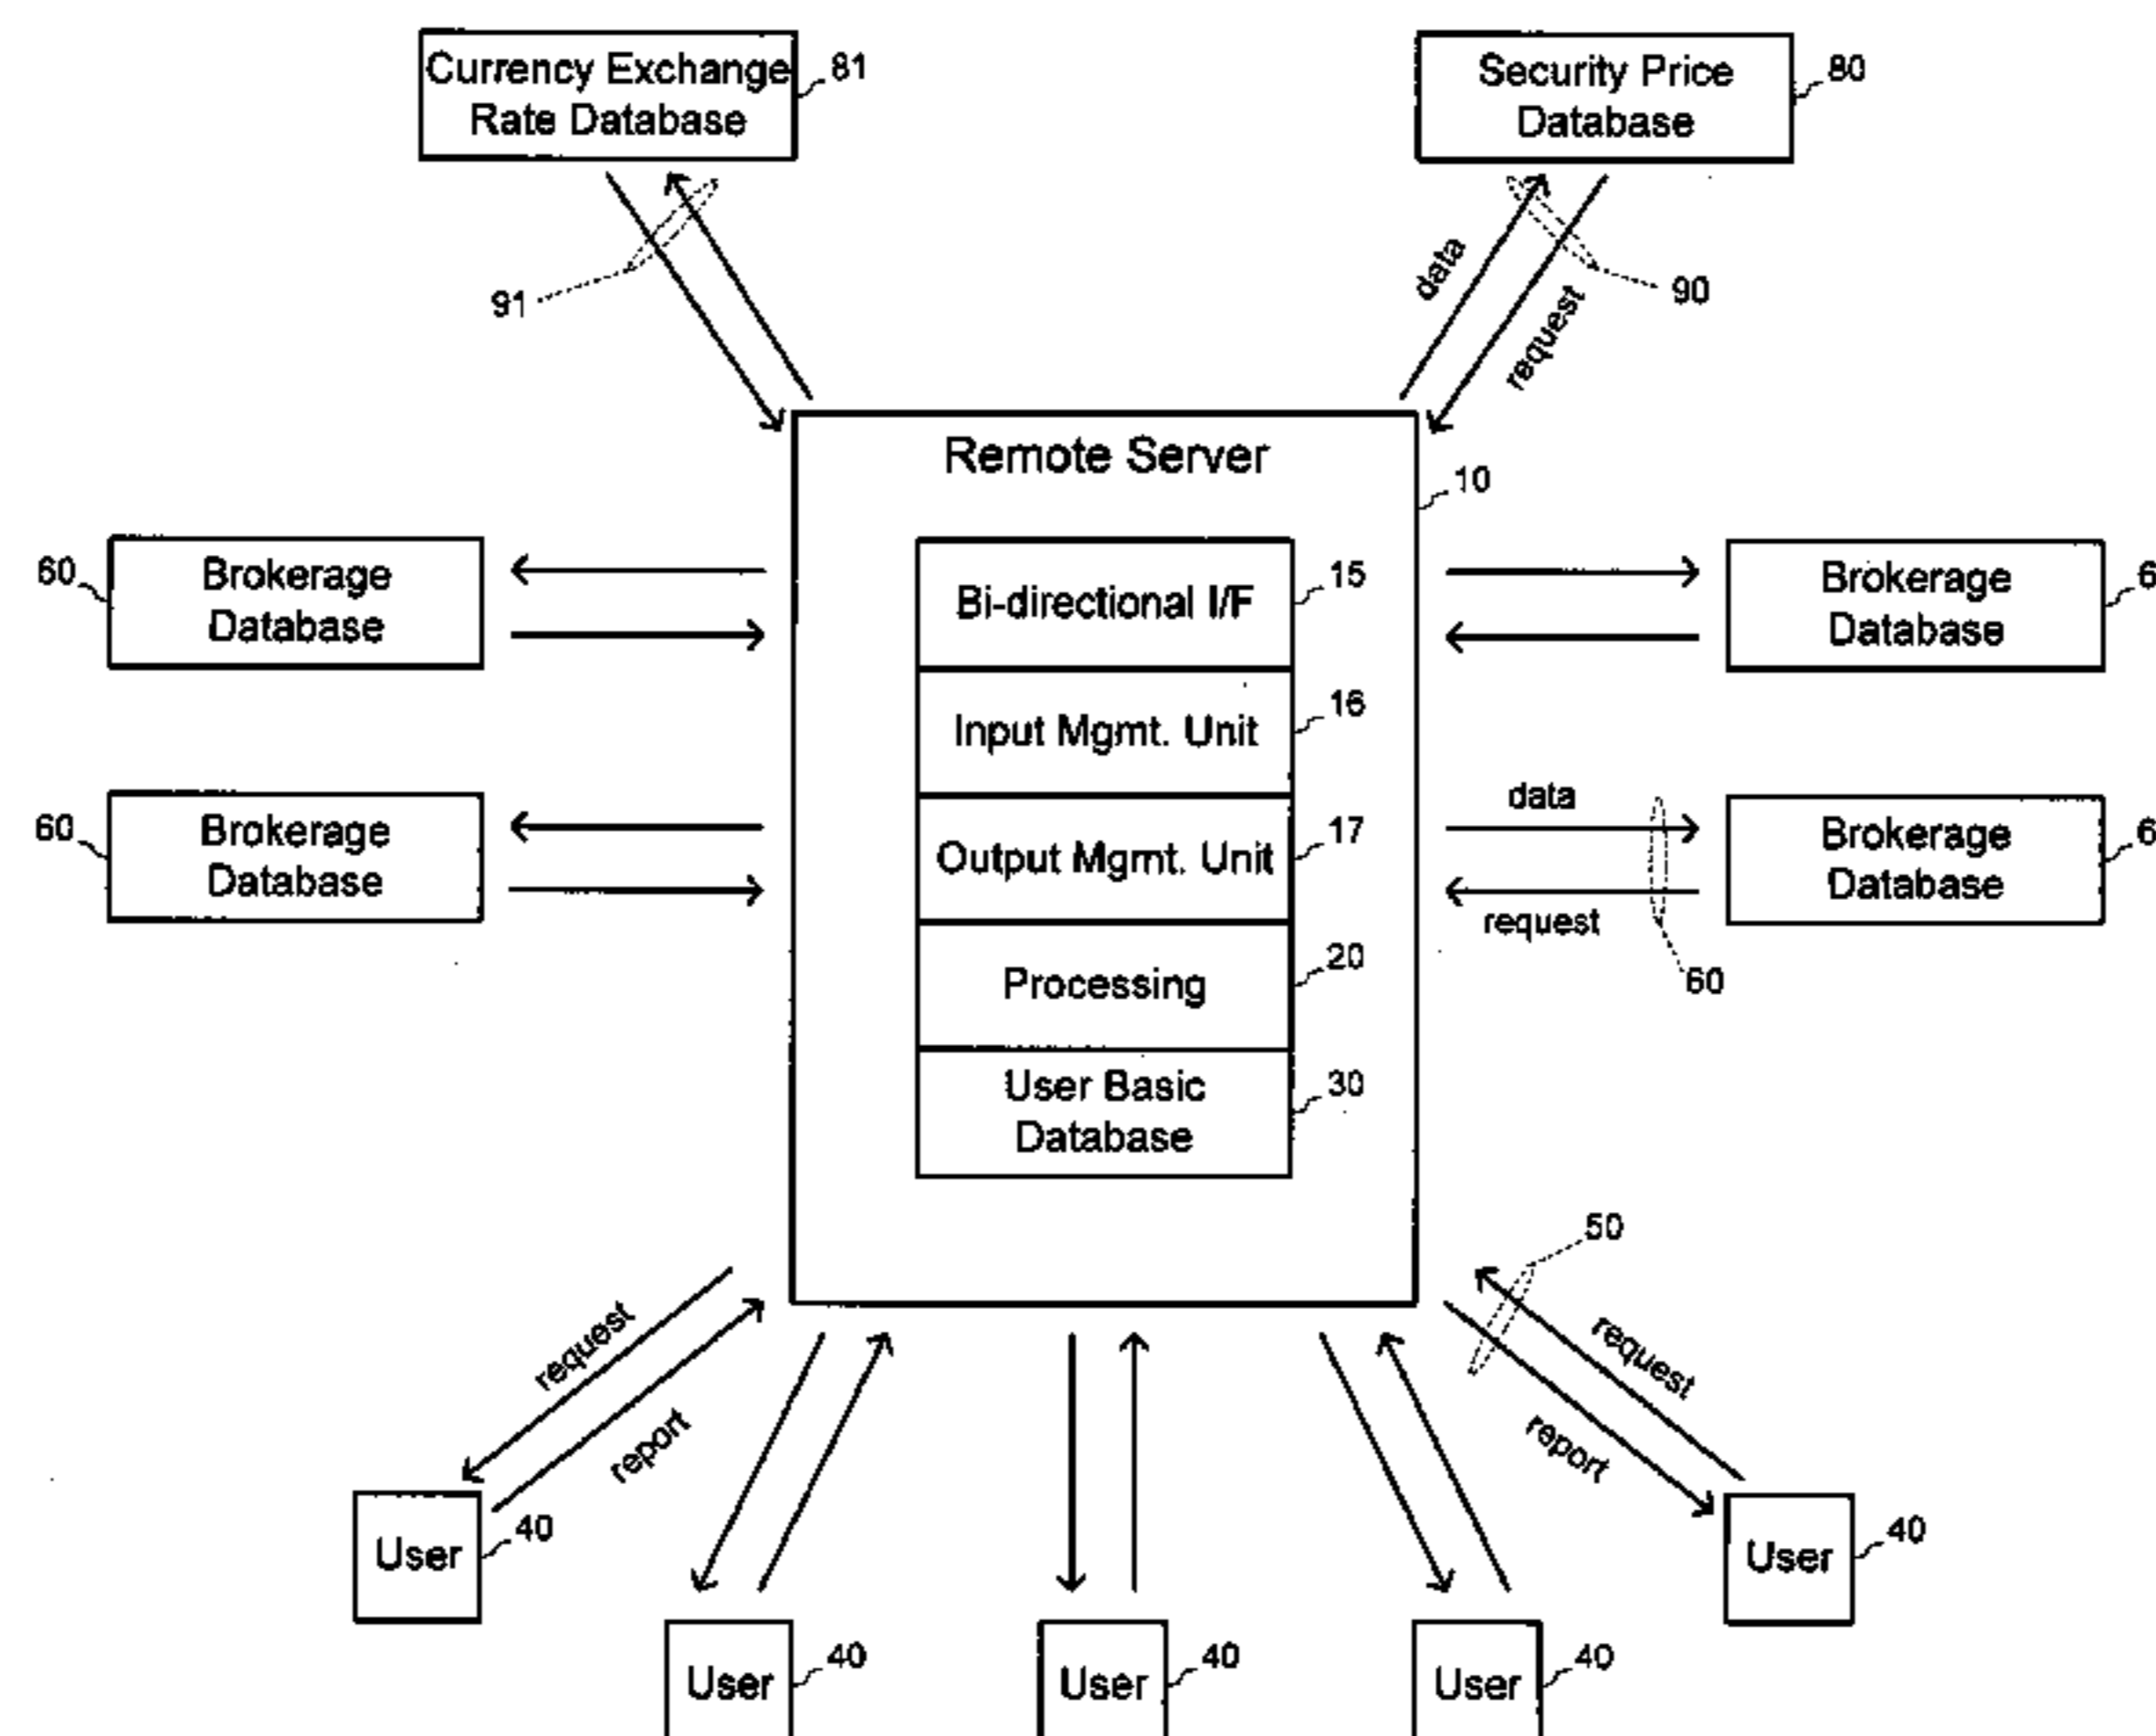 Currency Exchange
Rate Database
81
Security Price
Database
80
91
data
request
90
Remote Server
10
60
Brokerage
Database
Bi-directional I/F
15
Brokerage
Database
6
Input Mgmt. Unit
16
60
Brokerage
Database
Output Mgmt. Unit
17
data
request
60
Brokerage
Database
6
Processing
20
User Basic
Database
30
50
request
report
request
report
User
40
User
40
User
40
User
40
User
40